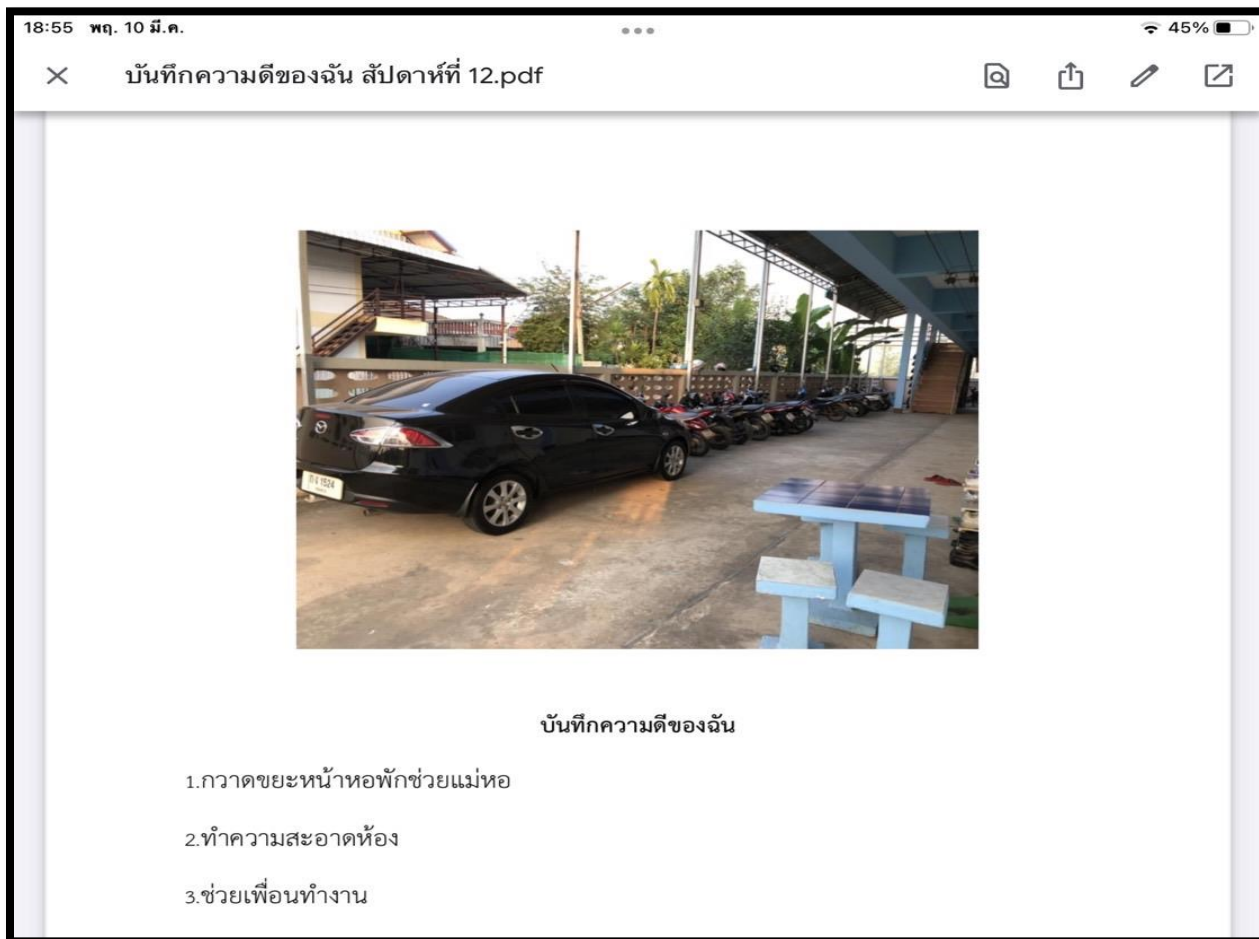 18:55 พฤ. 10 มี.ค.
45%
บันทึกความดีของฉัน สัปดาห์ที่ 12.pdf
1524
บันทึกความดีของฉัน
1.กวาดขยะหน้าหอพักช่วยแม่หอ
2.ทำความสะอาดห้อง
3.ช่วยเพื่อนทำงาน